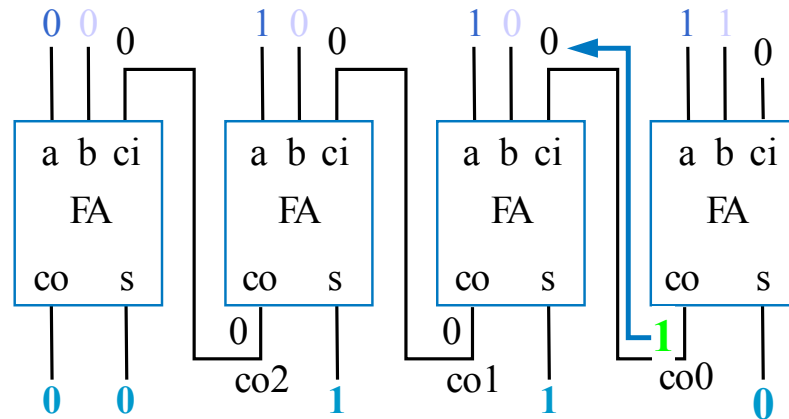 0 0 0 1 0 0 1 0 0 1 1 0
a b ci a b ci a b ci a b ci
FA FA FA FA
co s co s co s co s
0 0 1
co2 co1 co0
0 0 1 1 0